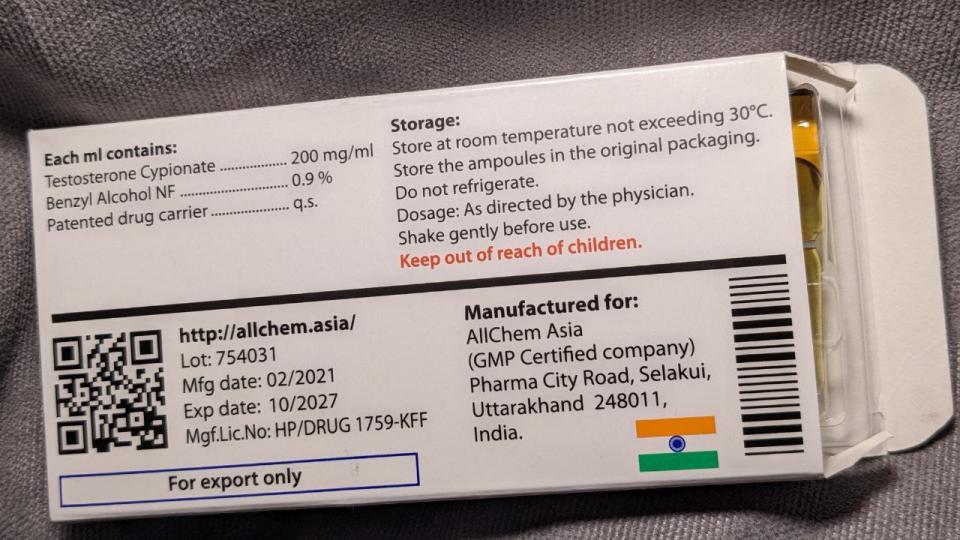 Each ml contains:
Testosterone Cypionate ................ 200 mg/ml
Benzyl Alcohol NF .......................... 0.9 %
Patented drug carrier ................... q.s.
Storage:
Store at room temperature not exceeding 30°C.
Store the ampoules in the original packaging.
Do not refrigerate.
Dosage: As directed by the physician.
Shake gently before use.
Keep out of reach of children.
http://allchem.asia/
Lot: 754031
Mfg date: 02/2021
Exp date: 10/2027
Mgf.Lic.No: HP/DRUG 1759-KFF
For export only
Manufactured for:
AllChem Asia
(GMP Certified company)
Pharma City Road, Selakui,
Uttarakhand 248011,
India.